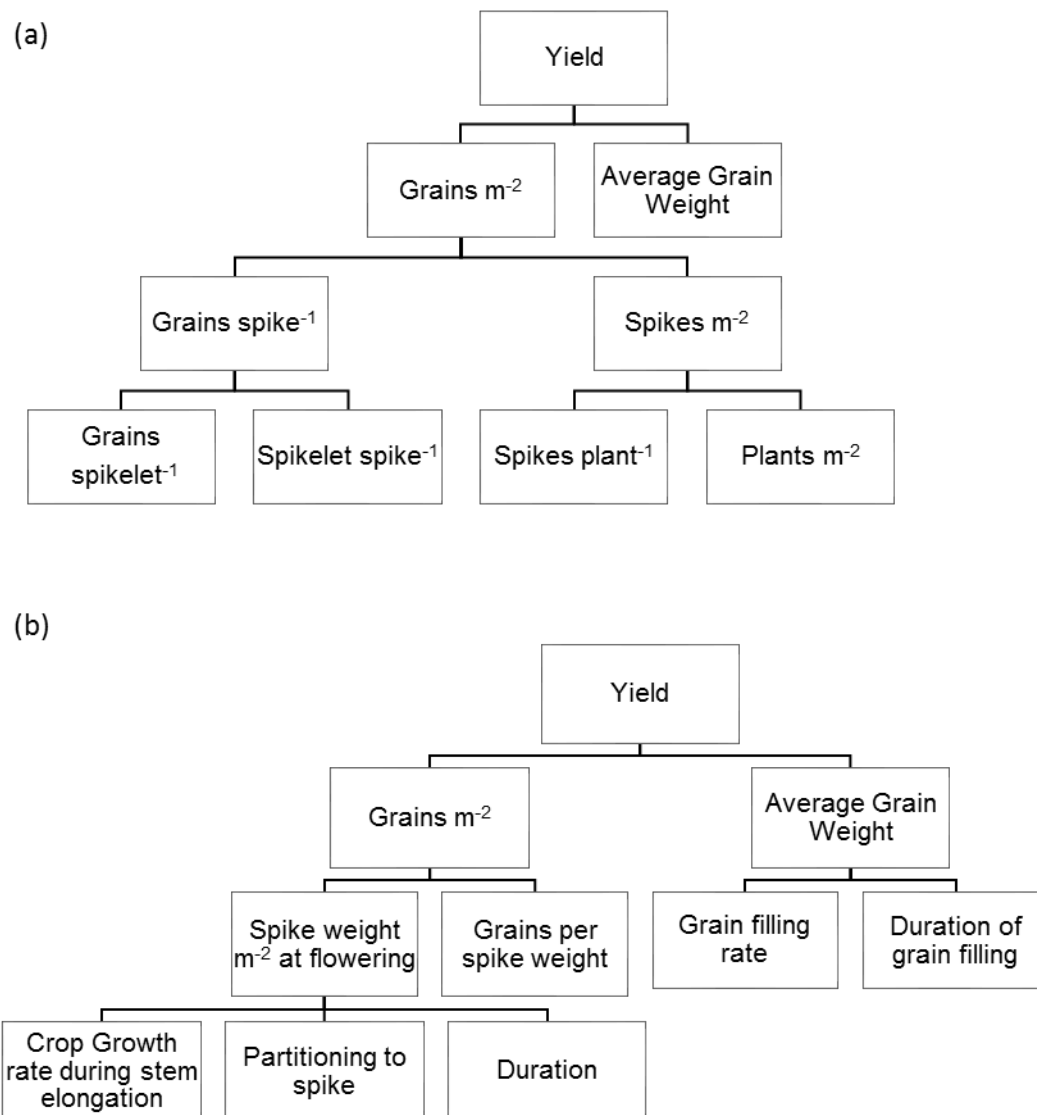 (a)
Yield
Grains m⁻²
Average Grain
Weight
Grains spike⁻¹
Spikes m⁻²
Grains
spikelet⁻¹
Spikelet spike⁻¹
Spikes plant⁻¹
Plants m⁻²
(b)
Yield
Grains m⁻²
Average Grain
Weight
Spike weight
m⁻² at flowering
Grains per
spike weight
Grain filling
rate
Duration of
grain filling
Crop Growth
rate during stem
elongation
Partitioning to
spike
Duration